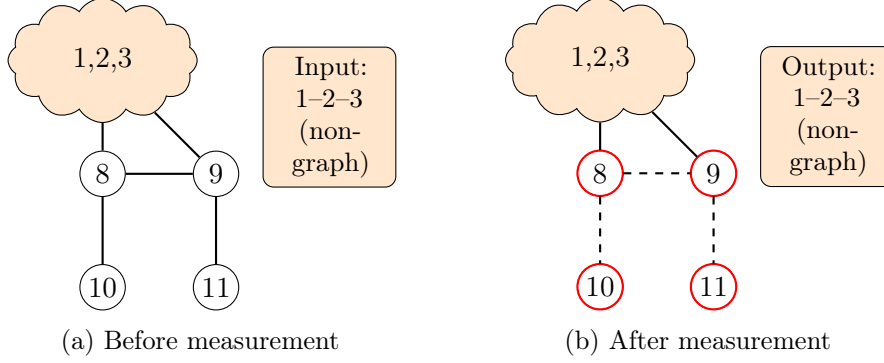 1,2,3
Input:
1–2–3
(non-
graph)
8
9
10
11
(a) Before measurement
1,2,3
Output:
1–2–3
(non-
graph)
8
9
10
11
(b) After measurement